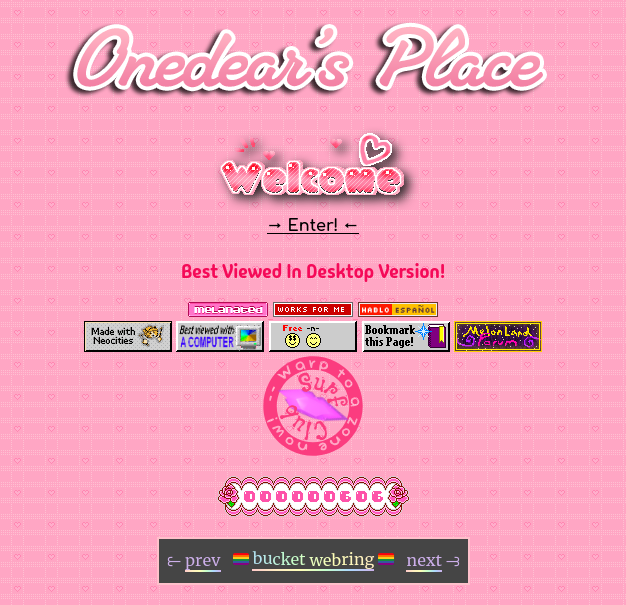 Onedear's Place
Welcome
→ Enter! ←
Best Viewed In Desktop Version!
melanated
WORKS FOR ME
HABLO ESPAÑOL
Made with Neocities
Best viewed with A COMPUTER
Free -n-
Bookmark this Page!
MelonLand Forum
-- warp to a zone now!
Surf Club
prev
bucket webring
next